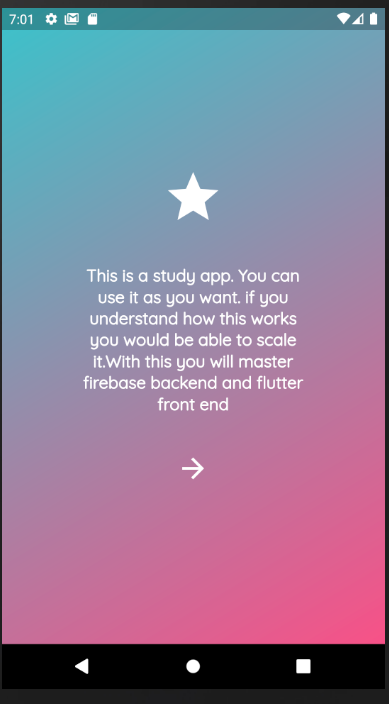 7:01
This is a study app. You can
use it as you want. if you
understand how this works
you would be able to scale
it.With this you will master
firebase backend and flutter
front end